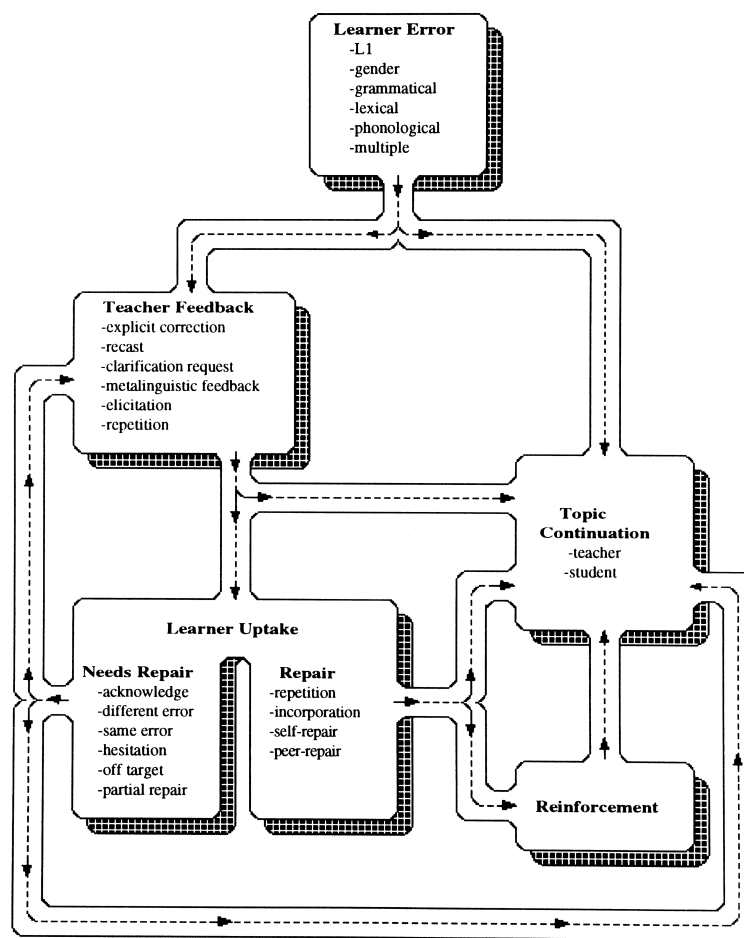 Learner Error
-L1
-gender
-grammatical
-lexical
-phonological
-multiple
Teacher Feedback
-explicit correction
-recast
-clarification request
-metalinguistic feedback
-elicitation
-repetition
Topic
Continuation
-teacher
-student
Learner Uptake
Needs Repair
-acknowledge
-different error
-same error
-hesitation
-off target
-partial repair
Repair
-repetition
-incorporation
-self-repair
-peer-repair
Reinforcement